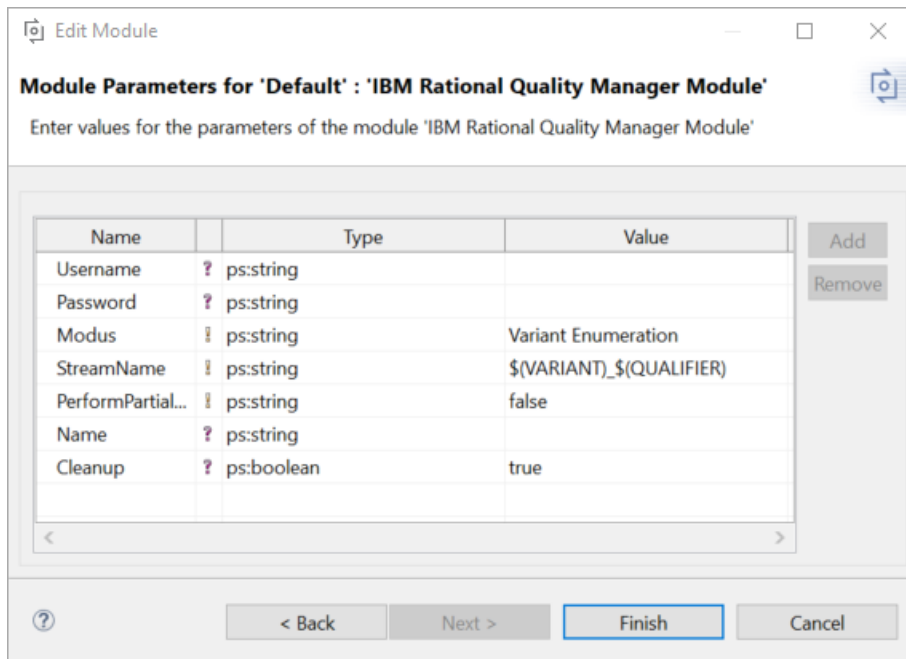 Edit Module
Module Parameters for 'Default' : 'IBM Rational Quality Manager Module'
Enter values for the parameters of the module 'IBM Rational Quality Manager Module'
Name Type Value
Add
Username ? ps:string
Remove
Password ? ps:string
Modus ! ps:string Variant Enumeration
StreamName ! ps:string $(VARIANT)_$(QUALIFIER)
PerformPartial... ! ps:string false
Name ? ps:string
Cleanup ? ps:boolean true
? < Back Next > Finish Cancel